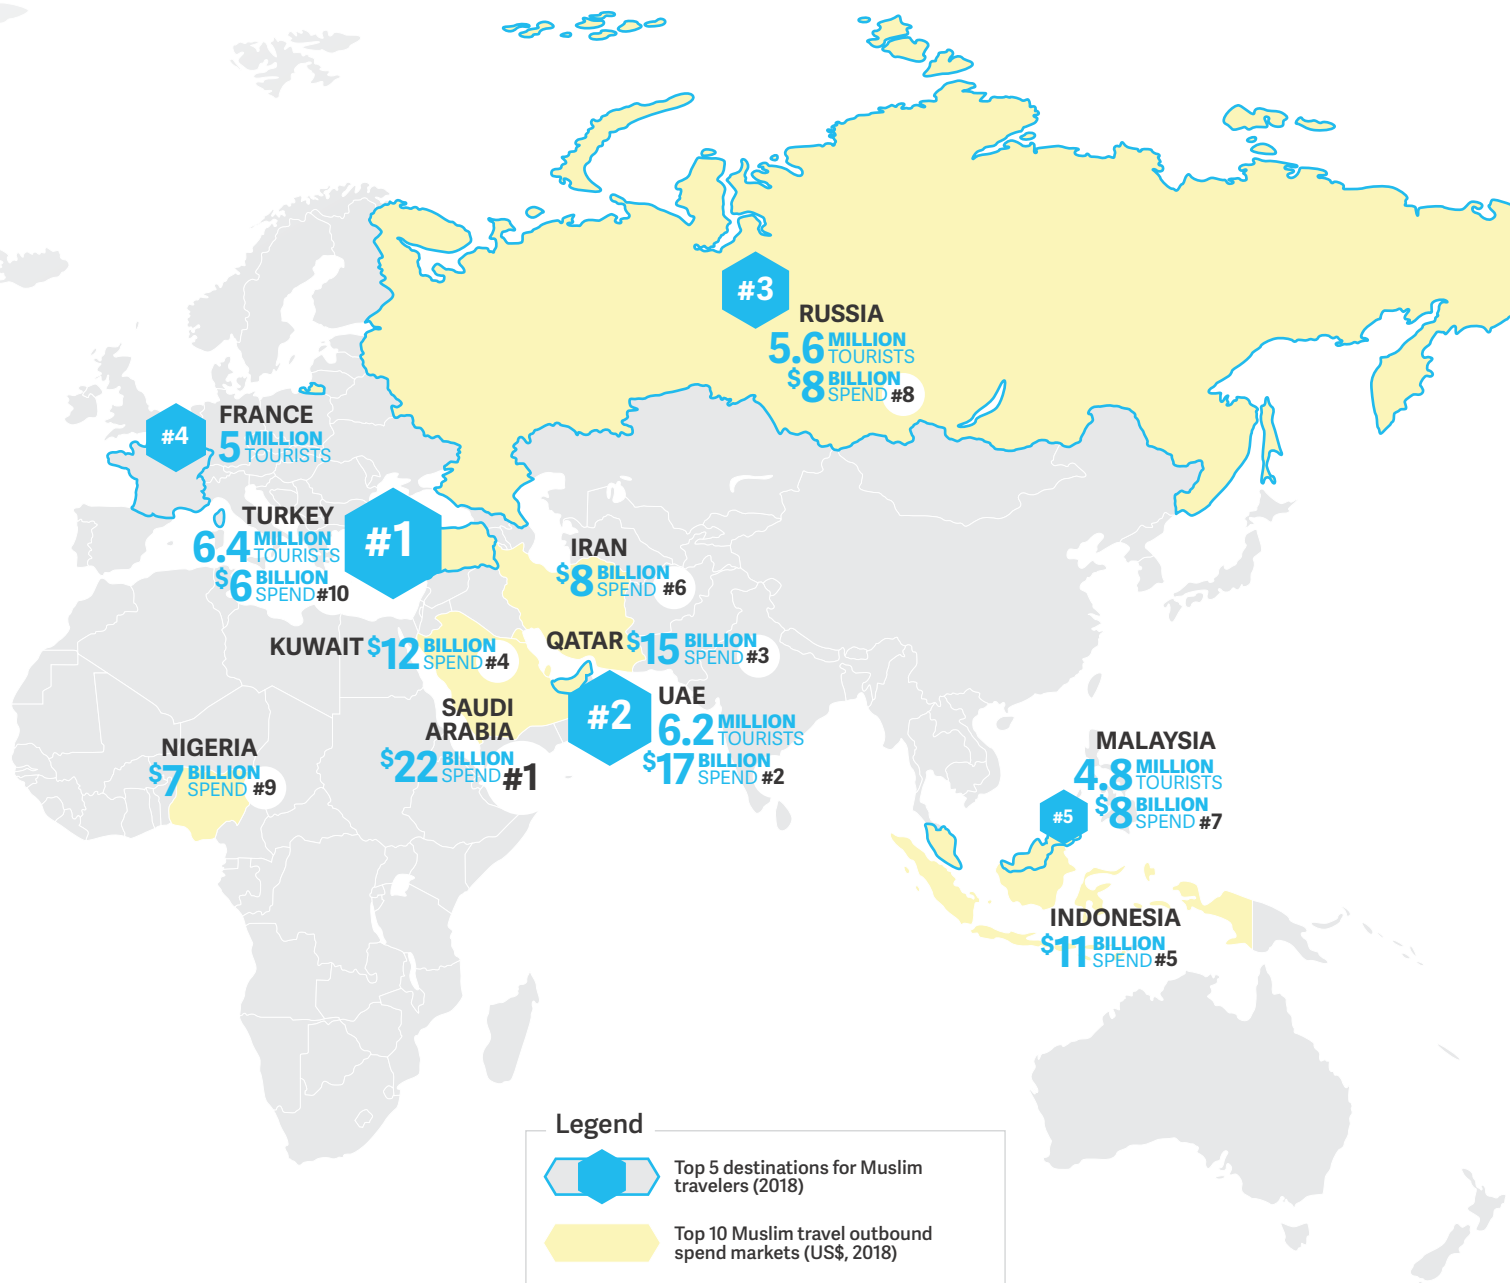 #3
RUSSIA
5.6 MILLION
TOURISTS
$8 BILLION
SPEND #8
#4
FRANCE
5 MILLION
TOURISTS
TURKEY
6.4 MILLION
TOURISTS
$6 BILLION
SPEND #10
#1
IRAN
$8 BILLION
SPEND #6
KUWAIT $12 BILLION
SPEND #4
QATAR $15 BILLION
SPEND #3
SAUDI
ARABIA
$22 BILLION
SPEND #1
#2
UAE
6.2 MILLION
TOURISTS
$17 BILLION
SPEND #2
NIGERIA
$7 BILLION
SPEND #9
MALAYSIA
4.8 MILLION
TOURISTS
$8 BILLION
SPEND #7
#5
INDONESIA
$11 BILLION
SPEND #5
Legend
Top 5 destinations for Muslim
travelers (2018)
Top 10 Muslim travel outbound
spend markets (US$, 2018)